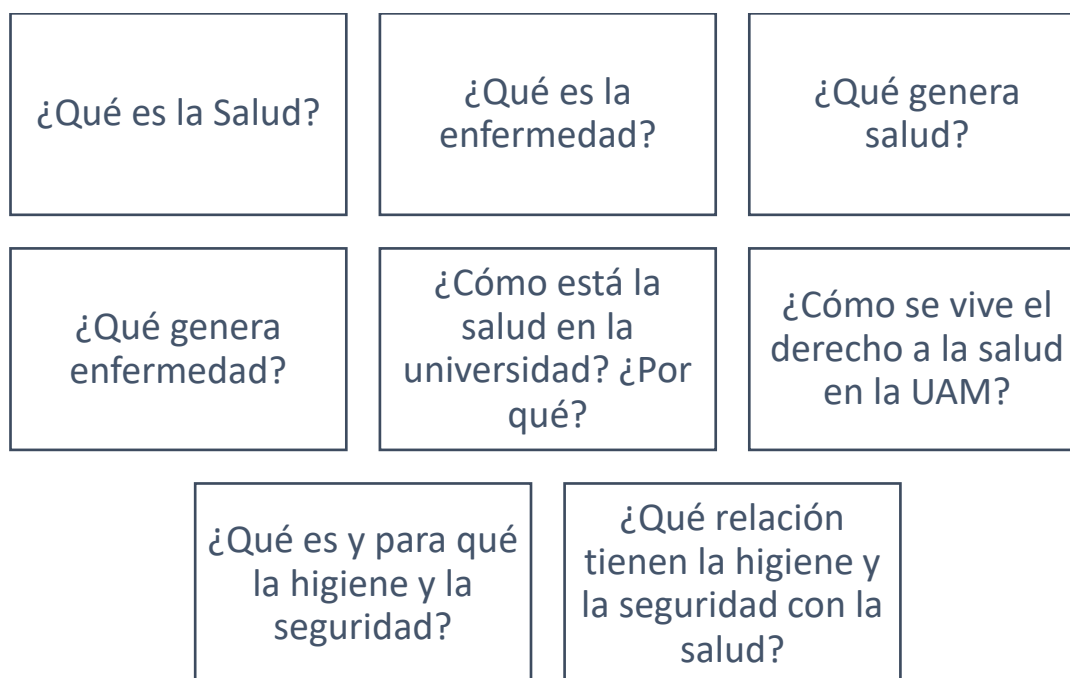 ¿Qué es la Salud?
¿Qué es la
enfermedad?
¿Qué genera
salud?
¿Qué genera
enfermedad?
¿Cómo está la
salud en la
universidad? ¿Por
qué?
¿Cómo se vive el
derecho a la salud
en la UAM?
¿Qué es y para qué
la higiene y la
seguridad?
¿Qué relación
tienen la higiene y
la seguridad con la
salud?